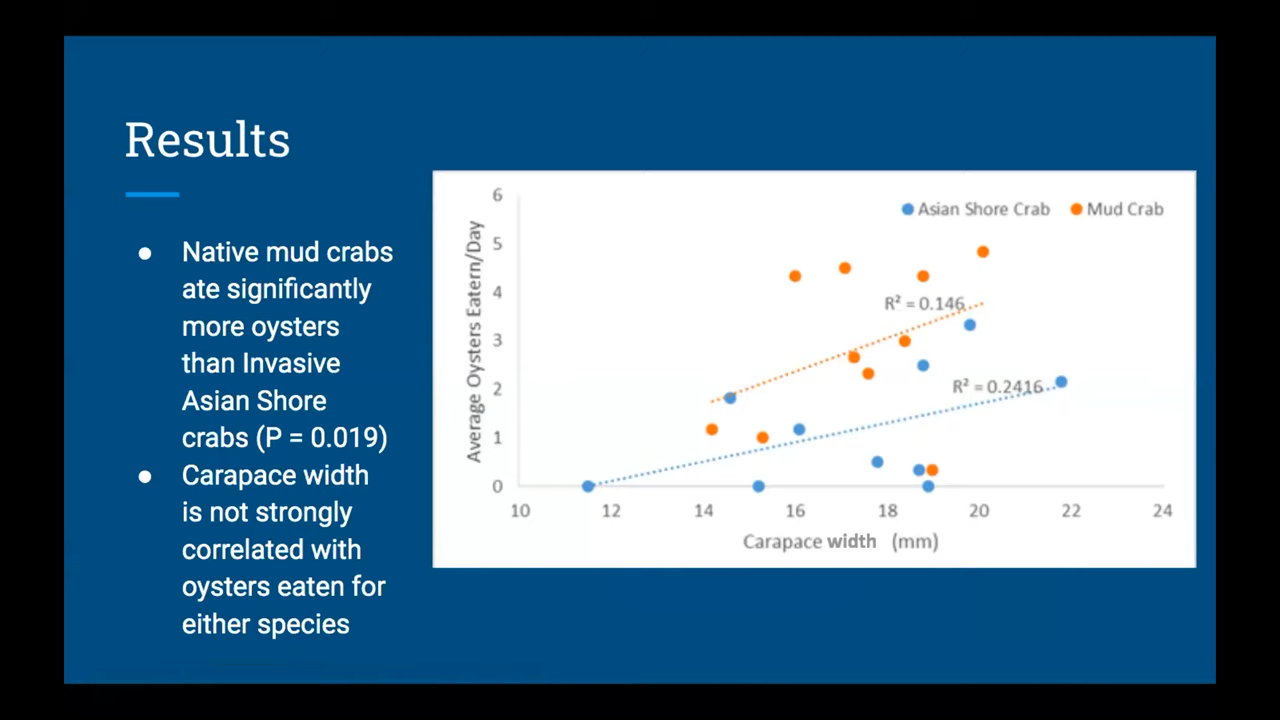 Results
● Native mud crabs
ate significantly
more oysters
than Invasive
Asian Shore
crabs (P = 0.019)
● Carapace width
is not strongly
correlated with
oysters eaten for
either species
Asian Shore Crab
Mud Crab
Average Oysters Eatern/Day
6
5
4
3
2
1
0
R² = 0.146
R² = 0.2416
10 12 14 16 18 20 22 24
Carapace width (mm)